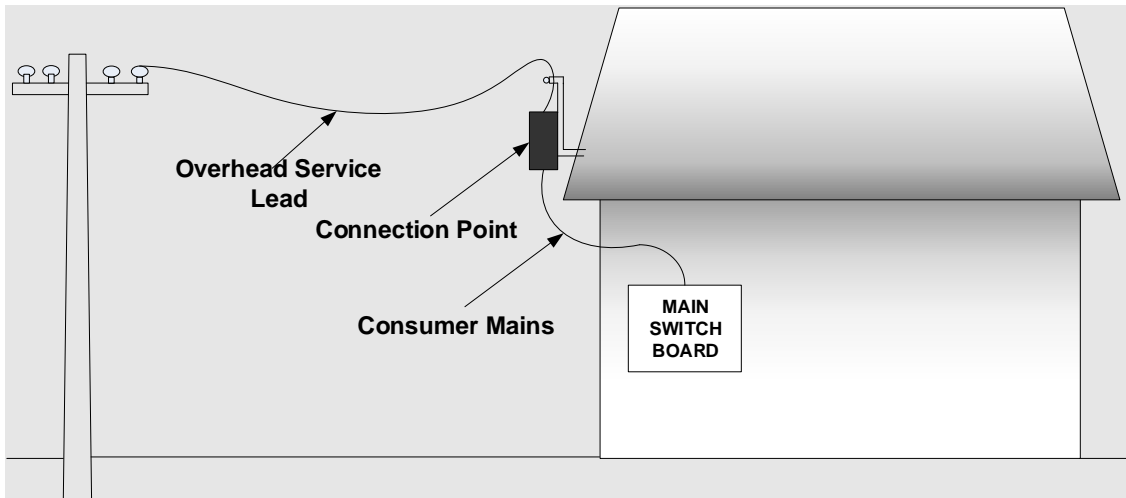 Overhead Service
Lead
Connection Point
Consumer Mains
MAIN
SWITCH
BOARD